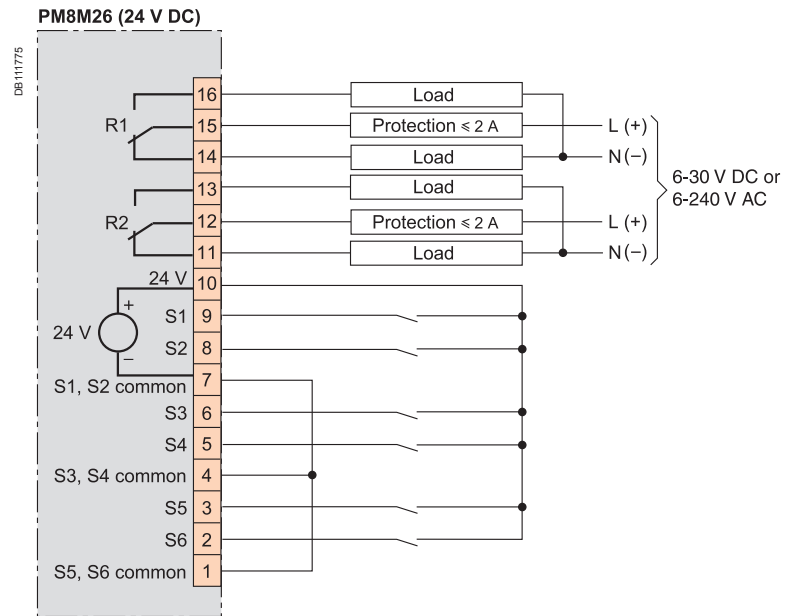 PM8M26 (24 V DC)
DB111775
16 Load
R1 15 Protection ⩽ 2 A L (+)
14 Load N (−)
13 Load
6-30 V DC or
6-240 V AC
R2 12 Protection ⩽ 2 A L (+)
11 Load N (−)
24 V 10
+
S1 9
24 V
S2 8
−
7
S1, S2 common
S3 6
S4 5
S3, S4 common 4
S5 3
S6 2
S5, S6 common 1